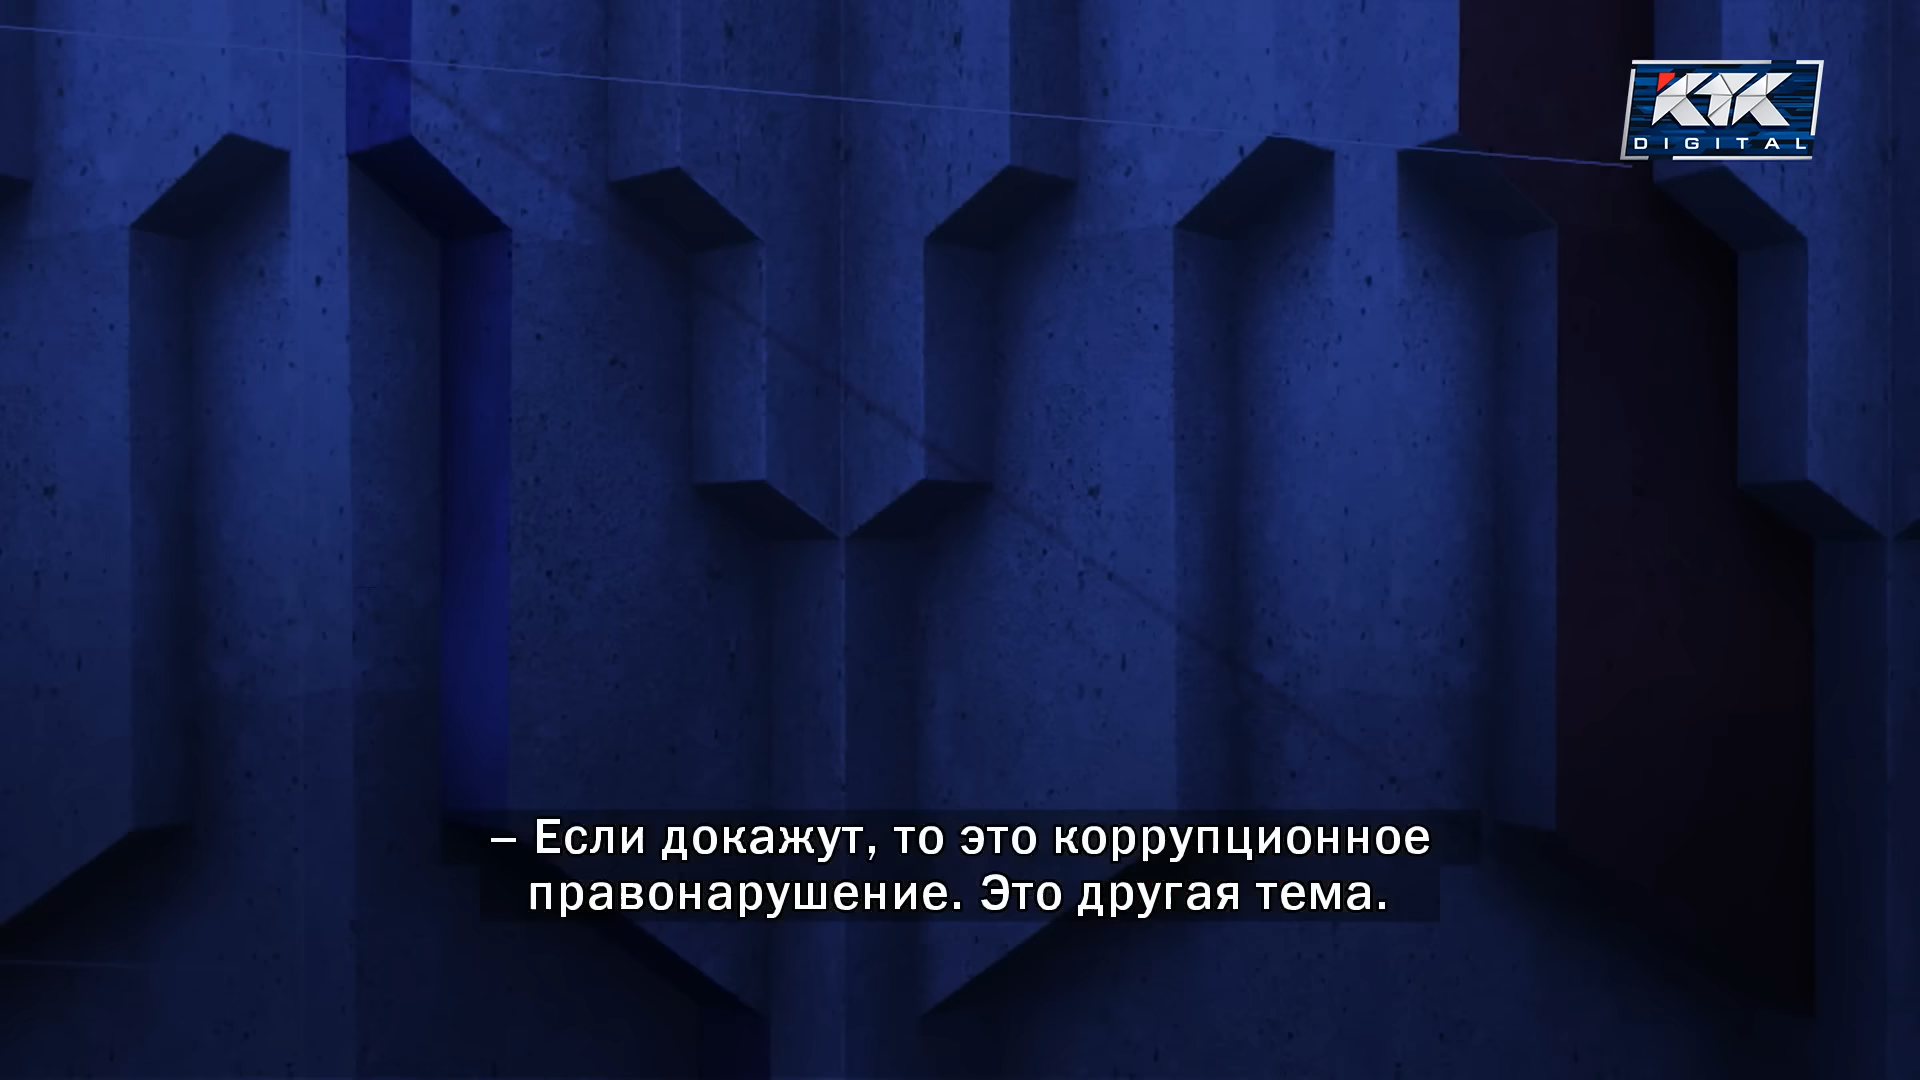 КТК
DIGITAL
– Если докажут, то это коррупционное
правонарушение. Это другая тема.